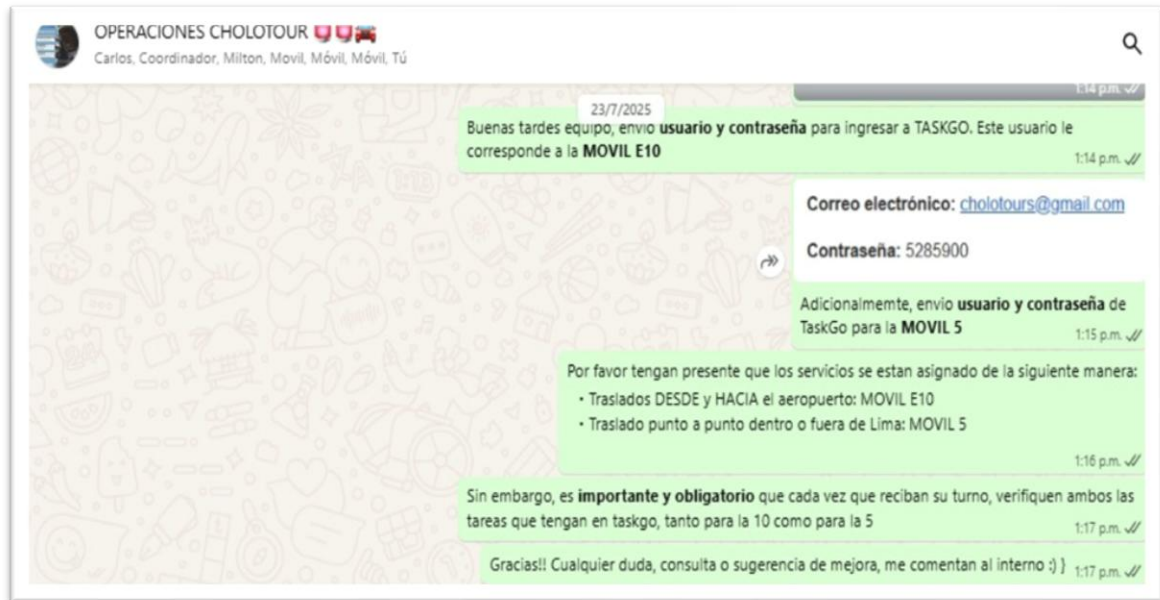 OPERACIONES CHOLOTOUR
Carlos, Coordinador, Milton, Movil, Móvil, Móvil, Tú
1:14 p.m.
23/7/2025
Buenas tardes equipo, envio usuario y contraseña para ingresar a TASKGO. Este usuario le
corresponde a la MOVIL E10
1:14 p.m.
Correo electrónico: cholotours@gmail.com
Contraseña: 5285900
Adicionalmemte, envio usuario y contraseña de
TaskGo para la MOVIL 5
1:15 p.m.
Por favor tengan presente que los servicios se estan asignado de la siguiente manera:
• Traslados DESDE y HACIA el aeropuerto: MOVIL E10
• Traslado punto a punto dentro o fuera de Lima: MOVIL 5
1:16 p.m.
Sin embargo, es importante y obligatorio que cada vez que reciban su turno, verifiquen ambos las
tareas que tengan en taskgo, tanto para la 10 como para la 5
1:17 p.m.
Gracias!! Cualquier duda, consulta o sugerencia de mejora, me comentan al interno :) }
1:17 p.m.